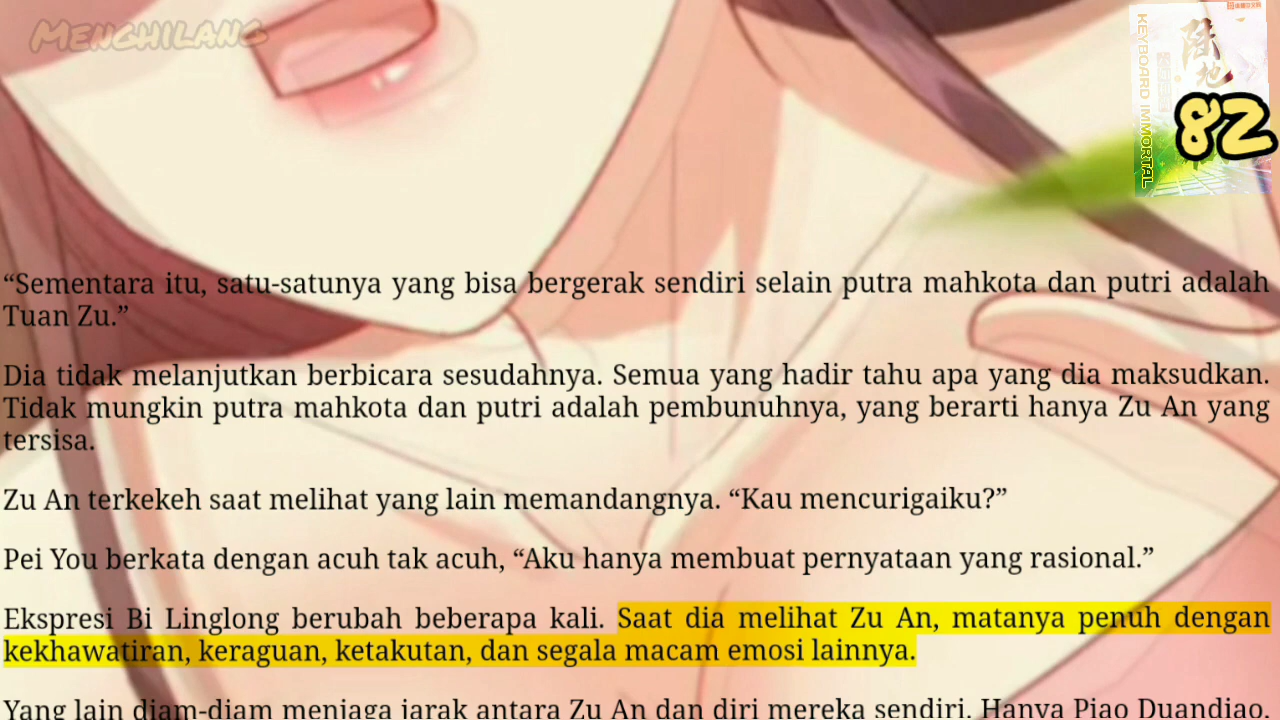 MENGHILANG
陆地
KEYBOARD IMMORTAL
82
“Sementara itu, satu-satunya yang bisa bergerak sendiri selain putra mahkota dan putri adalah
Tuan Zu.”
Dia tidak melanjutkan berbicara sesudahnya. Semua yang hadir tahu apa yang dia maksudkan.
Tidak mungkin putra mahkota dan putri adalah pembunuhnya, yang berarti hanya Zu An yang
tersisa.
Zu An terkekeh saat melihat yang lain memandangnya. “Kau mencurigaiku?”
Pei You berkata dengan acuh tak acuh, “Aku hanya membuat pernyataan yang rasional.”
Ekspresi Bi Linglong berubah beberapa kali. Saat dia melihat Zu An, matanya penuh dengan
kekhawatiran, keraguan, ketakutan, dan segala macam emosi lainnya.
Yang lain diam-diam menjaga jarak antara Zu An dan diri mereka sendiri. Hanya Piao Duandiao,